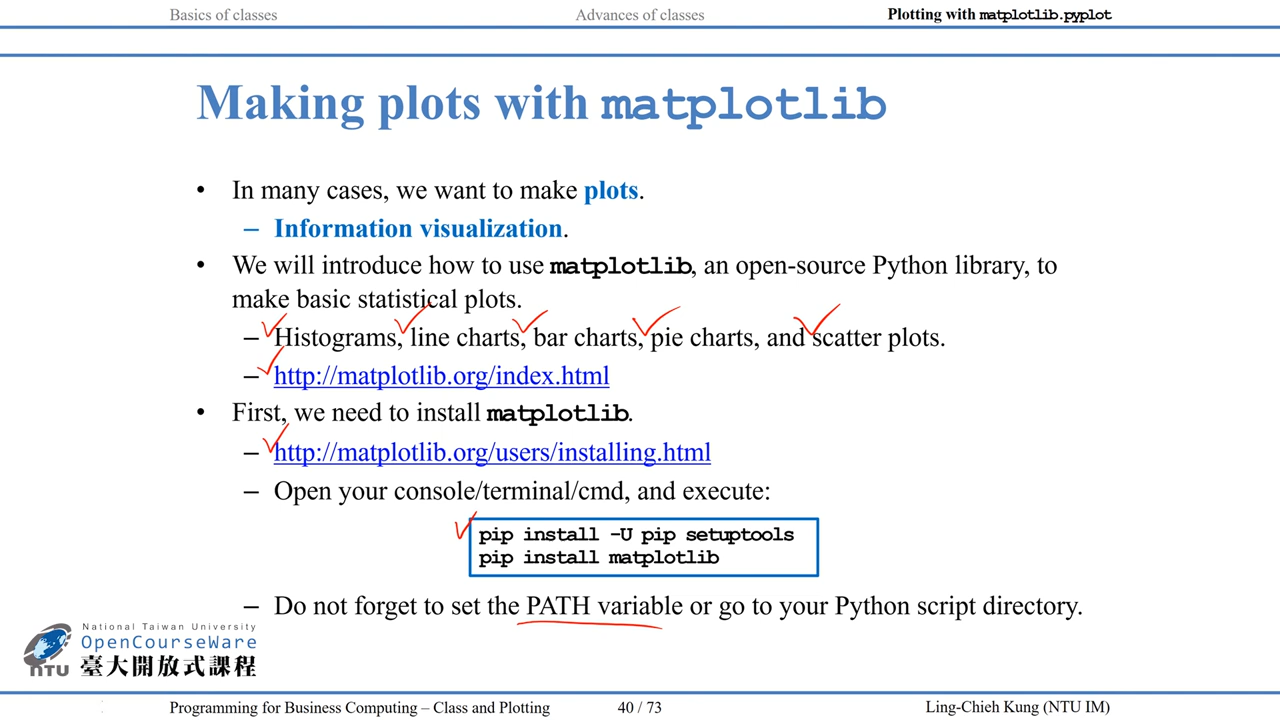 Basics of classes
Advances of classes
Plotting with matplotlib.pyplot
Making plots with matplotlib
• In many cases, we want to make plots.
– Information visualization.
• We will introduce how to use matplotlib, an open-source Python library, to
make basic statistical plots.
– Histograms, line charts, bar charts, pie charts, and scatter plots.
– http://matplotlib.org/index.html
• First, we need to install matplotlib.
– http://matplotlib.org/users/installing.html
– Open your console/terminal/cmd, and execute:
pip install -U pip setuptools
pip install matplotlib
– Do not forget to set the PATH variable or go to your Python script directory.
National Taiwan University
OpenCourseWare
NTU 臺大開放式課程
Programming for Business Computing – Class and Plotting
40 / 73
Ling-Chieh Kung (NTU IM)